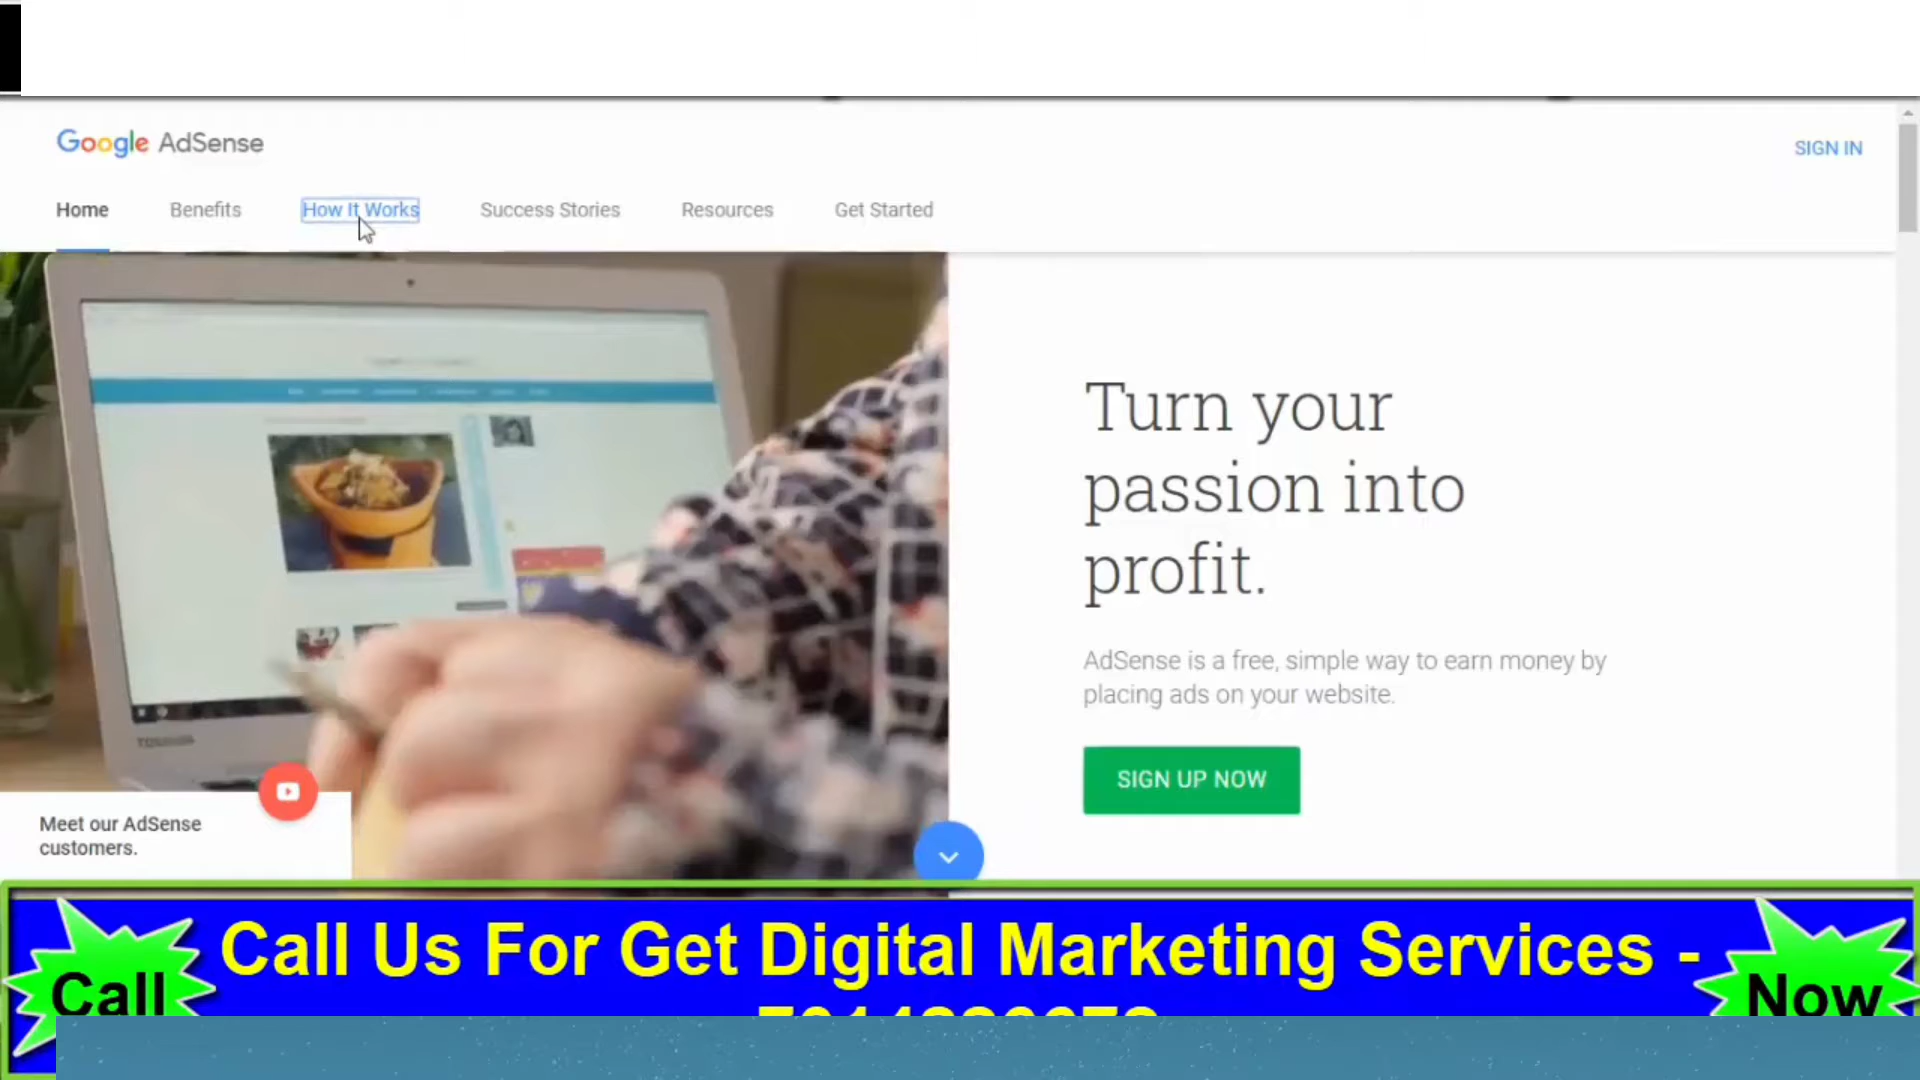 Google AdSense
SIGN IN
Home Benefits How It Works Success Stories Resources Get Started
Turn your
passion into
profit.
AdSense is a free, simple way to earn money by
placing ads on your website.
SIGN UP NOW
TOSHIBA
Meet our AdSense
customers.
Call Us For Get Digital Marketing Services -
Call
Now